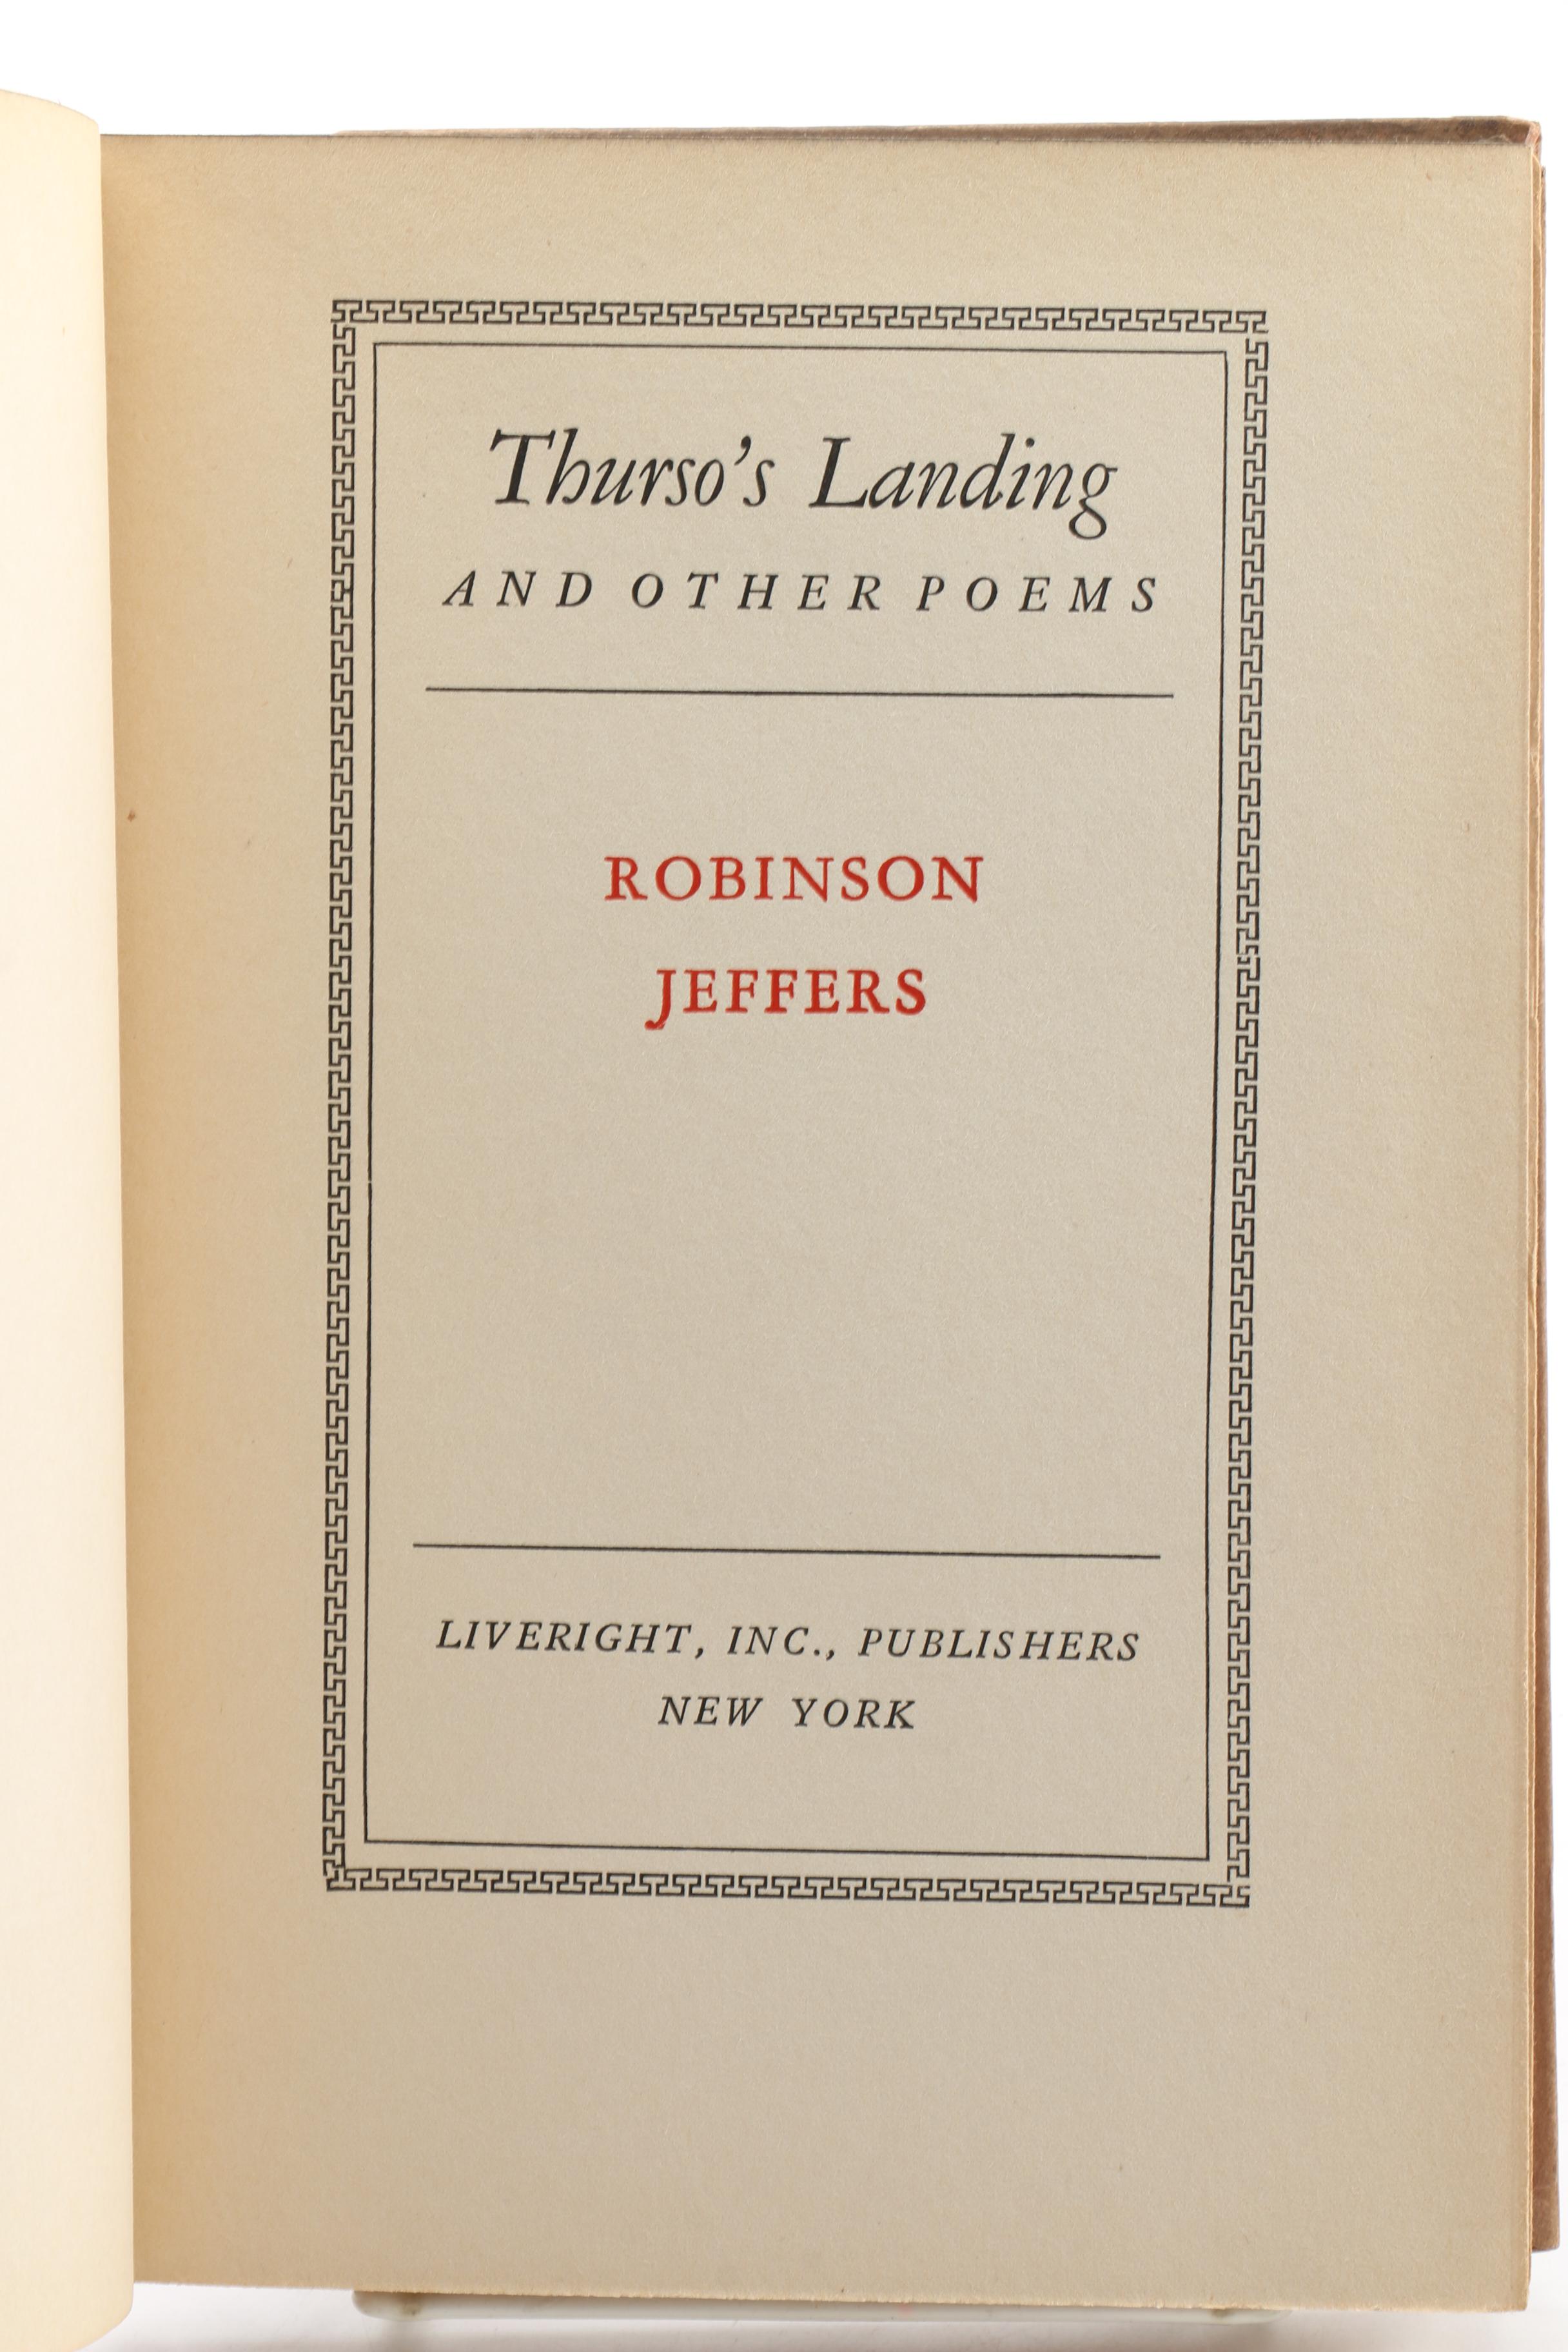 Thurso's Landing
AND OTHER POEMS
ROBINSON
JEFFERS
LIVERIGHT, INC., PUBLISHERS
NEW YORK